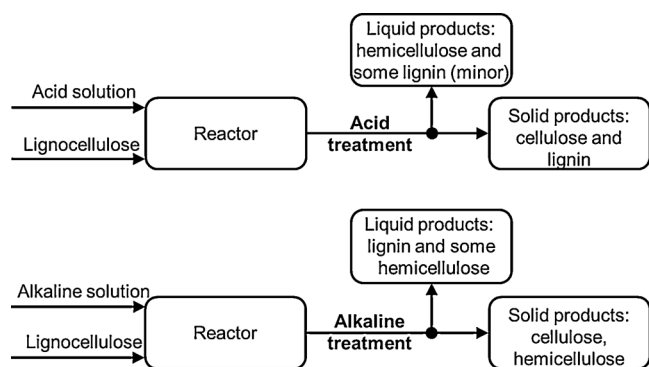 Liquid products:
hemicellulose and
some lignin (minor)
Acid solution
Lignocellulose
Reactor
Acid
treatment
Solid products:
cellulose and
lignin
Liquid products:
lignin and some
hemicellulose
Alkaline solution
Lignocellulose
Reactor
Alkaline
treatment
Solid products:
cellulose,
hemicellulose